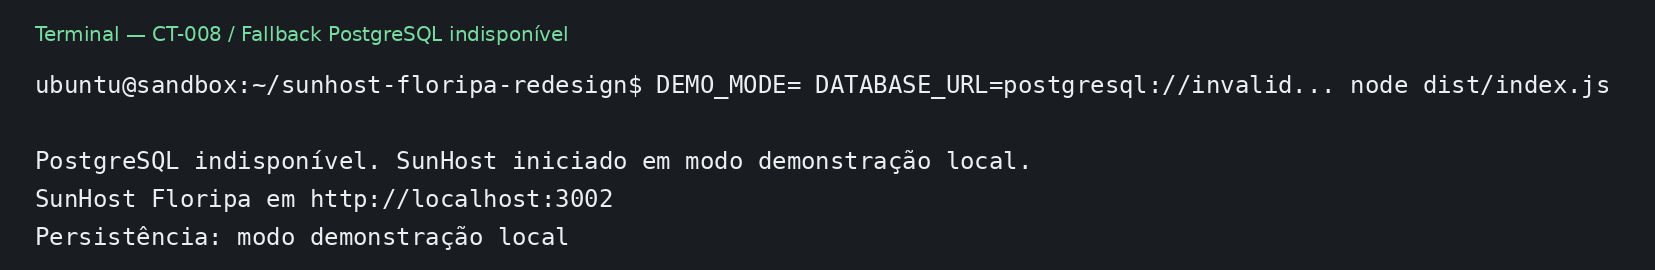 Terminal — CT-008 / Fallback PostgreSQL indisponível
ubuntu@sandbox:~/sunhost-floripa-redesign$ DEMO_MODE= DATABASE_URL=postgresql://invalid... node dist/index.js
PostgreSQL indisponível. SunHost iniciado em modo demonstração local.
SunHost Floripa em http://localhost:3002
Persistência: modo demonstração local